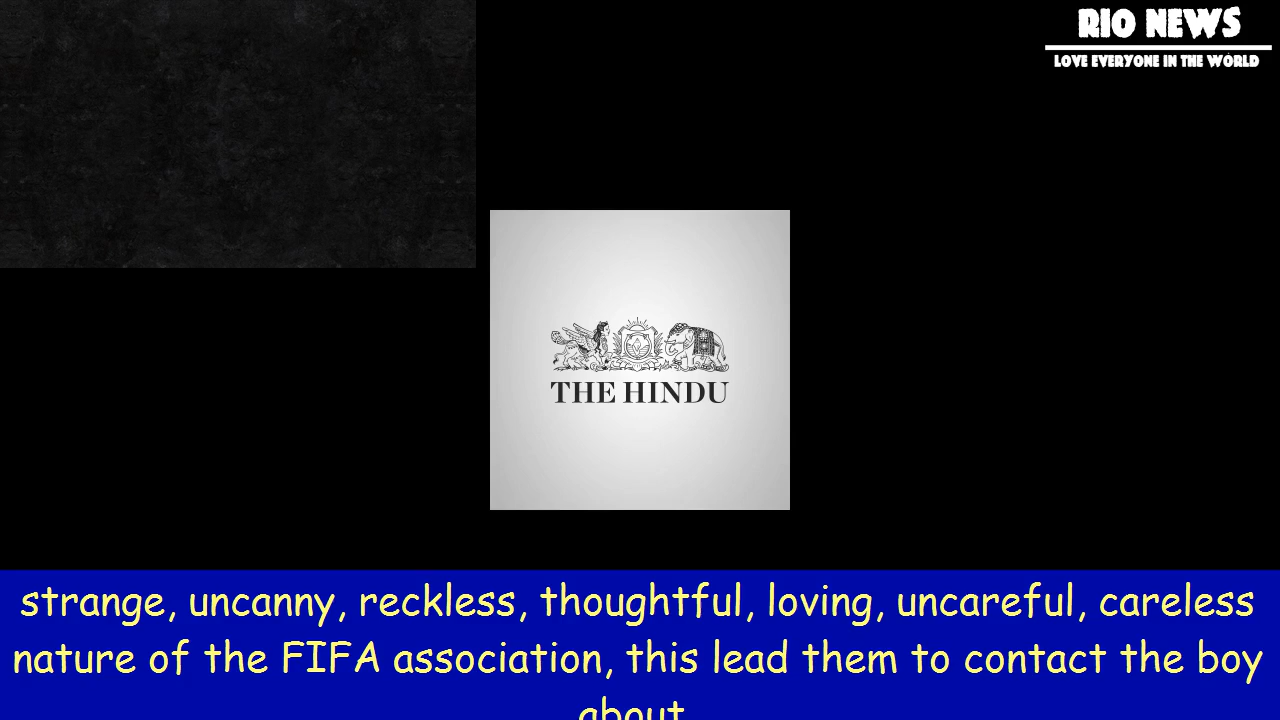 RIO NEWS
LOVE EVERYONE IN THE WORLD
THE HINDU
strange, uncanny, reckless, thoughtful, loving, uncareful, careless
nature of the FIFA association, this lead them to contact the boy
about